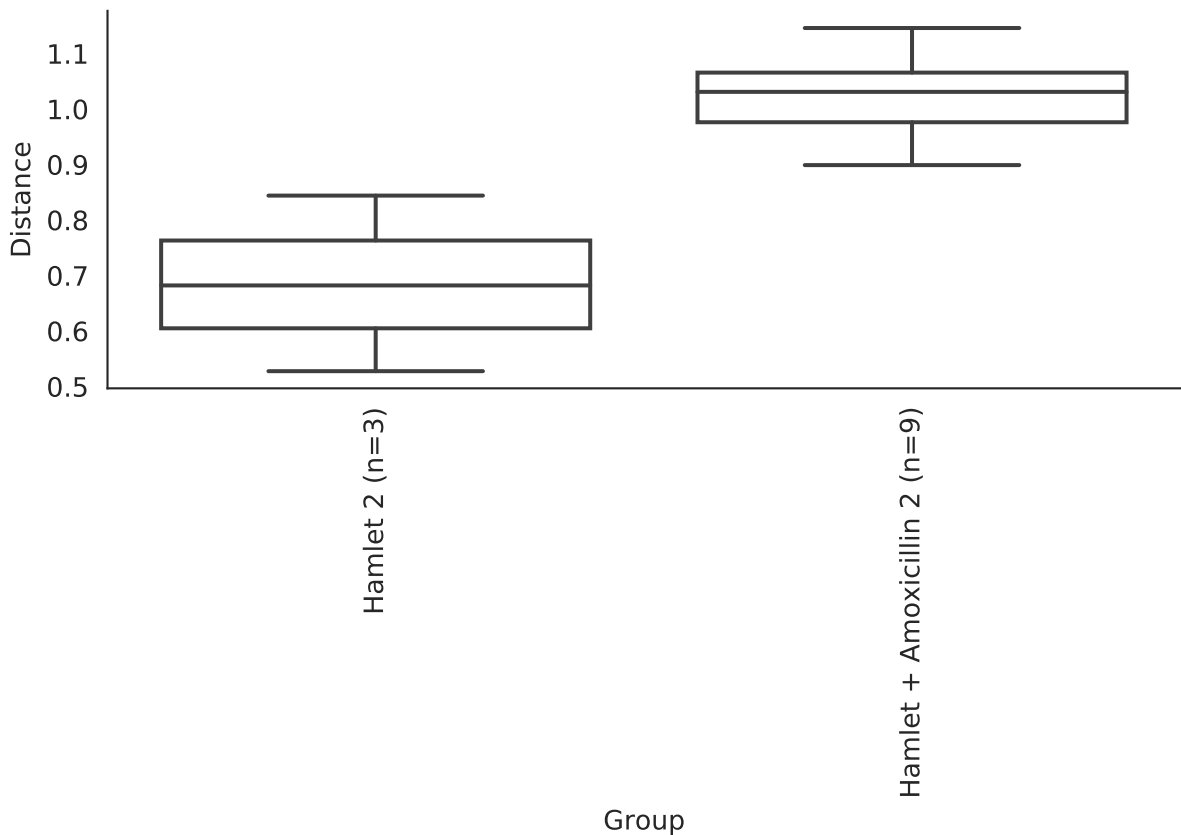 1.1
1.0
0.9
0.8
0.7
0.6
0.5
Distance
Hamlet 2 (n=3)
Hamlet + Amoxicillin 2 (n=9)
Group